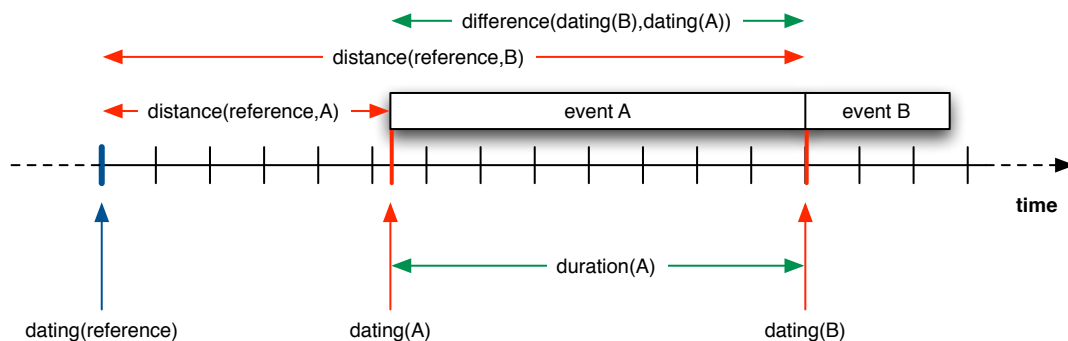 difference(dating(B),dating(A))
distance(reference,B)
distance(reference,A)
event A
event B
time
duration(A)
dating(reference)
dating(A)
dating(B)